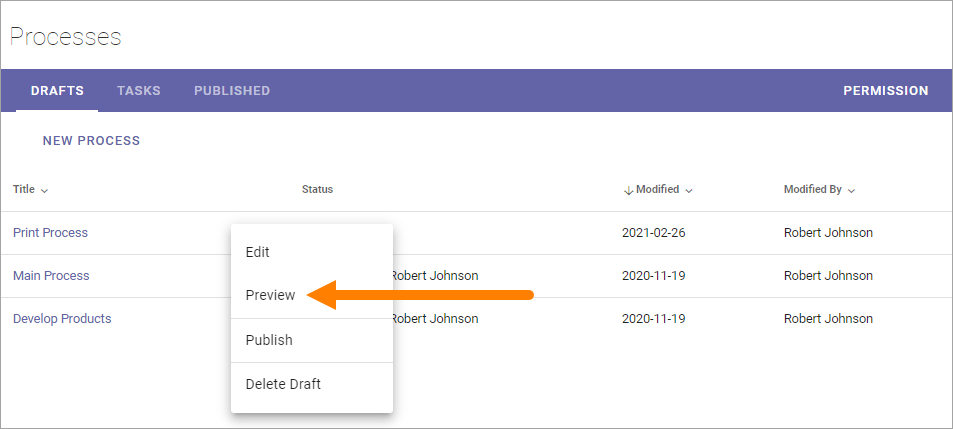 Processes
DRAFTS TASKS PUBLISHED PERMISSION
NEW PROCESS
Title Status Modified Modified By
Print Process 2021-02-26 Robert Johnson
Edit
Main Process Robert Johnson 2020-11-19 Robert Johnson
Preview
Develop Products Robert Johnson 2020-11-19 Robert Johnson
Publish
Delete Draft